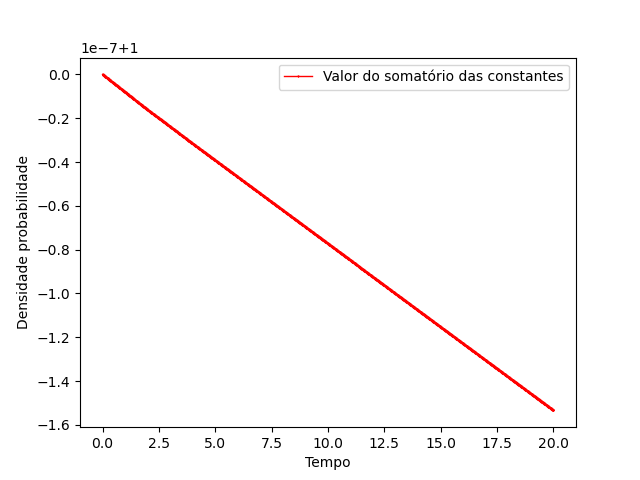 1e−7+1
Valor do somatório das constantes
0.0
−0.2
−0.4
−0.6
−0.8
−1.0
−1.2
−1.4
−1.6
Densidade probabilidade
0.0 2.5 5.0 7.5 10.0 12.5 15.0 17.5 20.0
Tempo